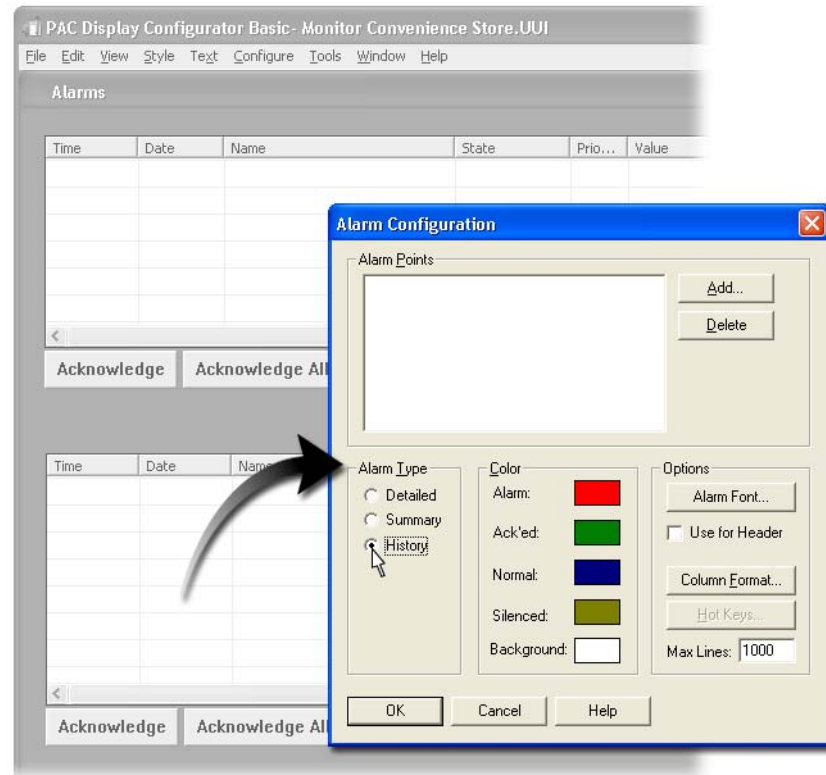 PAC Display Configurator Basic- Monitor Convenience Store.UUI
File Edit View Style Text Configure Tools Window Help
Alarms
Time Date Name State Prio... Value
Acknowledge Acknowledge All
Time Date Name
Acknowledge Acknowledge All
Alarm Configuration
Alarm Points
Add...
Delete
Alarm Type
Detailed
Summary
History
Color
Alarm:
Ack'ed:
Normal:
Silenced:
Background:
Options
Alarm Font...
Use for Header
Column Format...
Hot Keys...
Max Lines: 1000
OK Cancel Help